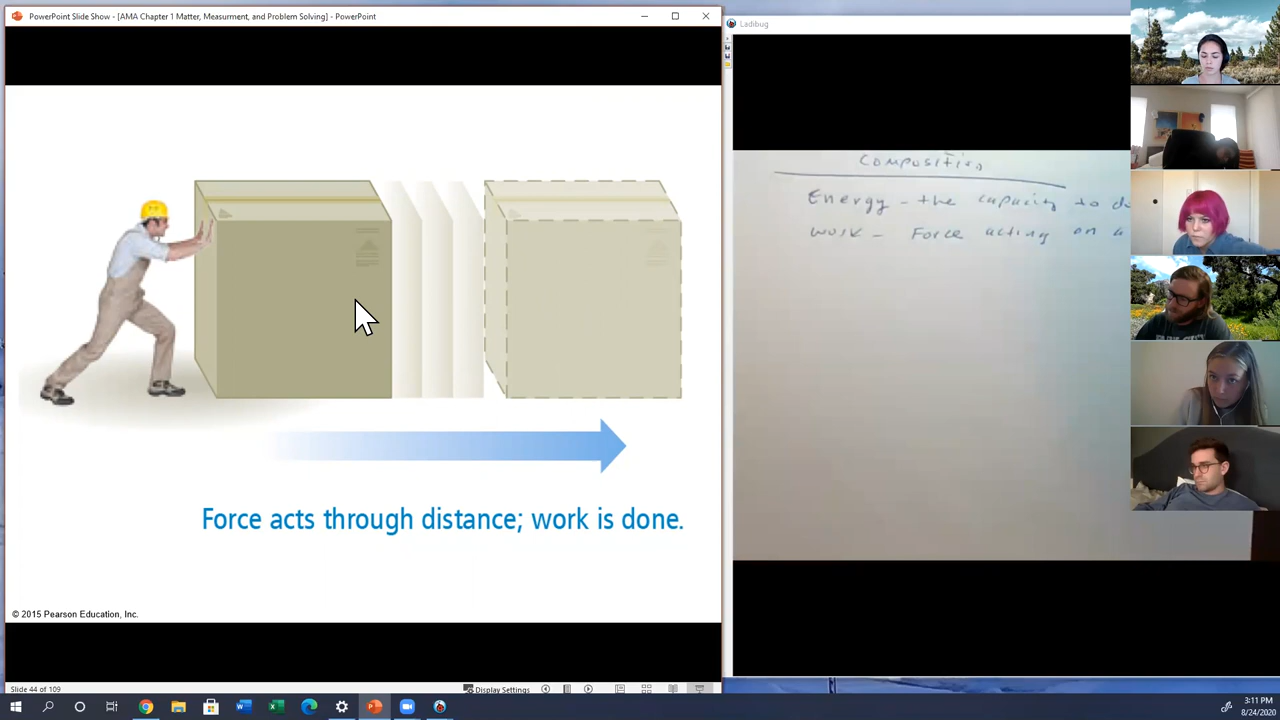 PowerPoint Slide Show - [AMA Chapter 1 Matter, Measurment, and Problem Solving] - PowerPoint
Force acts through distance; work is done.
© 2015 Pearson Education, Inc.
Slide 44 of 109
Display Settings
Ladibug
Composition
Energy - the capacity to d
work - Force acting on a
3:11 PM
8/24/2020